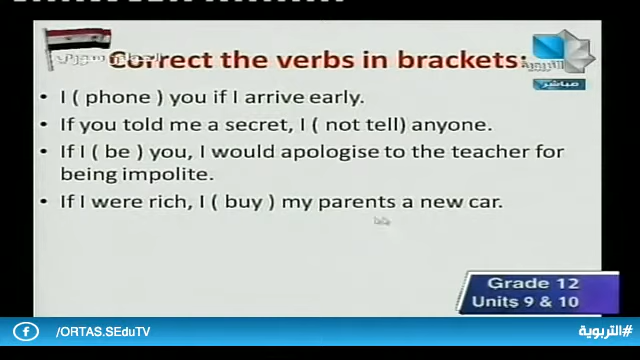 Correct the verbs in brackets:
التربوية
مباشر
• I ( phone ) you if I arrive early.
• If you told me a secret, I ( not tell) anyone.
• If I ( be ) you, I would apologise to the teacher for
being impolite.
• If I were rich, I ( buy ) my parents a new car.
Grade 12
Units 9 & 10
f /ORTAS.SEduTV
#التربوية